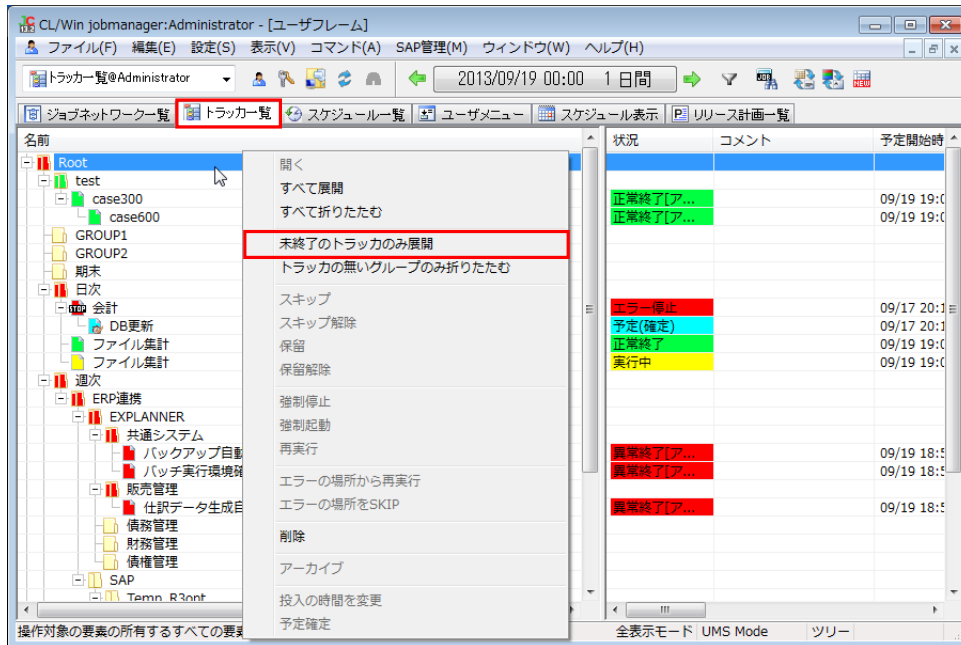 CL/Win jobmanager:Administrator - [ユーザフレーム]
ファイル(F) 編集(E) 設定(S) 表示(V) コマンド(A) SAP管理(M) ウィンドウ(W) ヘルプ(H)
トラッカ一覧@Administrator 2013/09/19 00:00 1 日間
ジョブネットワーク一覧 トラッカ一覧 スケジュール一覧 ユーザメニュー スケジュール表示 リリース計画一覧
名前 状況 コメント 予定開始時
Root
開く
test
すべて展開
case300 正常終了[ア... 09/19 19:0
すべて折りたたむ
case600 正常終了[ア... 09/19 19:0
GROUP1
未終了のトラッカのみ展開
GROUP2
トラッカの無いグループのみ折りたたむ
期末
日次
スキップ
会計 エラー停止 09/17 20:1
スキップ解除
DB更新 予定(確定) 09/17 20:1
保留
ファイル集計 正常終了 09/19 19:0
ファイル集計 実行中 09/19 19:0
保留解除
週次
ERP連携
強制停止
EXPLANNER
強制起動
共通システム
再実行
バックアップ自動 異常終了[ア... 09/19 18:5
バッチ実行環境確 異常終了[ア... 09/19 18:5
エラーの場所から再実行
販売管理
エラーの場所をSKIP
仕訳データ生成自 異常終了[ア... 09/19 18:5
債務管理
削除
財務管理
債権管理
アーカイブ
SAP
Temp_R3opt
投入の時間を変更
予定確定
操作対象の要素の所有するすべての要素 全表示モード UMS Mode ツリー